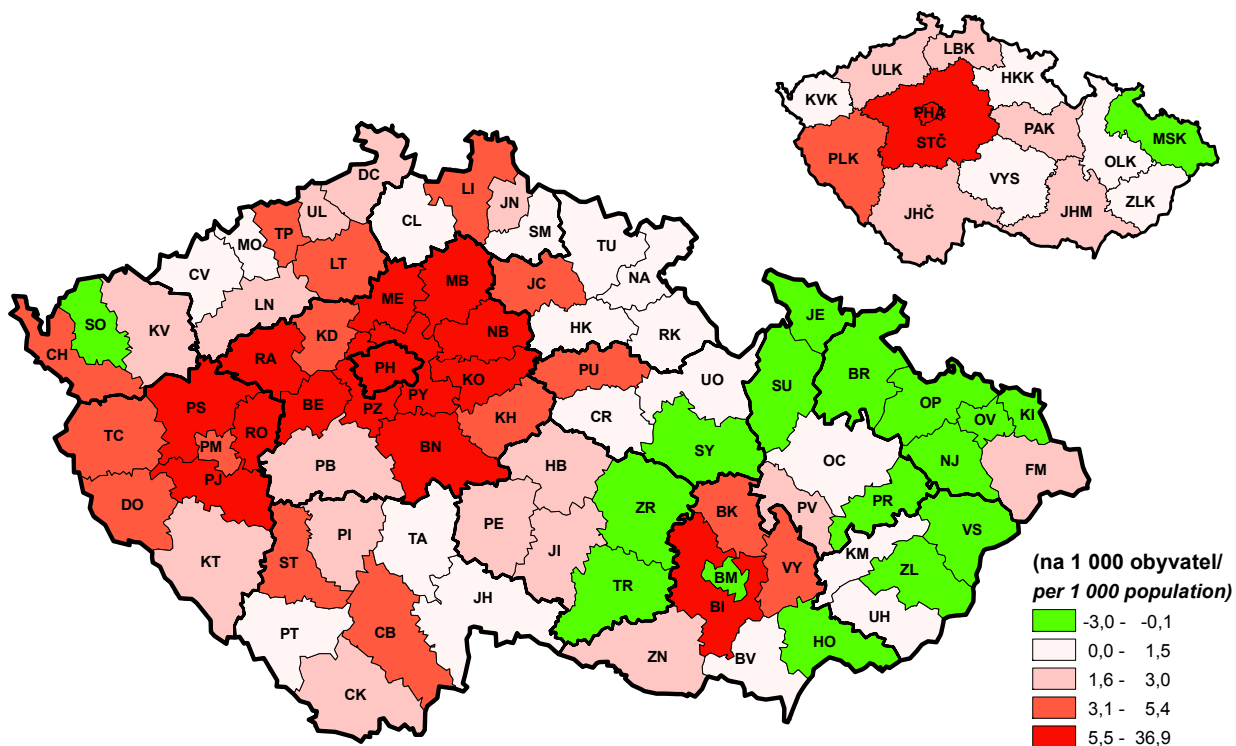 LBK
ULK
HKK
KVK
PHA
PAK
MSK
STČ
PLK
OLK
VYS
ZLK
JHČ
JHM
DC
LI
UL
JN
CL
TP
SM
MO
TU
CV
LT
NA
MB
JC
ME
LN
SO
KV
KD
NB
HK
RK
JE
CH
RA
PH
KO
PU
UO
SU
BR
PS
BE
PZ
PY
OP
OV
KI
TC
RO
KH
CR
PM
BN
SY
OC
NJ
FM
PB
HB
PJ
DO
ZR
BK
PV
PR
VS
PE
PI
TA
JI
KM
KT
ST
VY
BM
ZL
TR
BI
JH
UH
PT
CB
HO
ZN
BV
CK
(na 1 000 obyvatel/
per 1 000 population)
-3,0 - -0,1
0,0 - 1,5
1,6 - 3,0
3,1 - 5,4
5,5 - 36,9